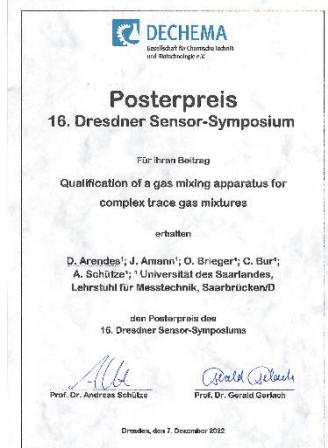 DECHEMA
Gesellschaft für Chemische Technik
und Biotechnologie e.V.
Posterpreis
16. Dresdner Sensor-Symposium
Für ihren Beitrag
Qualification of a gas mixing apparatus for
complex trace gas mixtures
erhalten
D. Arendes¹; J. Amann¹; O. Brieger¹; C. Bur¹;
A. Schütze¹; ¹ Universität des Saarlandes,
Lehrstuhl für Messtechnik, Saarbrücken/D
den Posterpreis des
16. Dresdner Sensor-Symposiums
Gerald Gerlach
Prof. Dr. Andreas Schütze Prof. Dr. Gerald Gerlach
Dresden, den 7. Dezember 2022